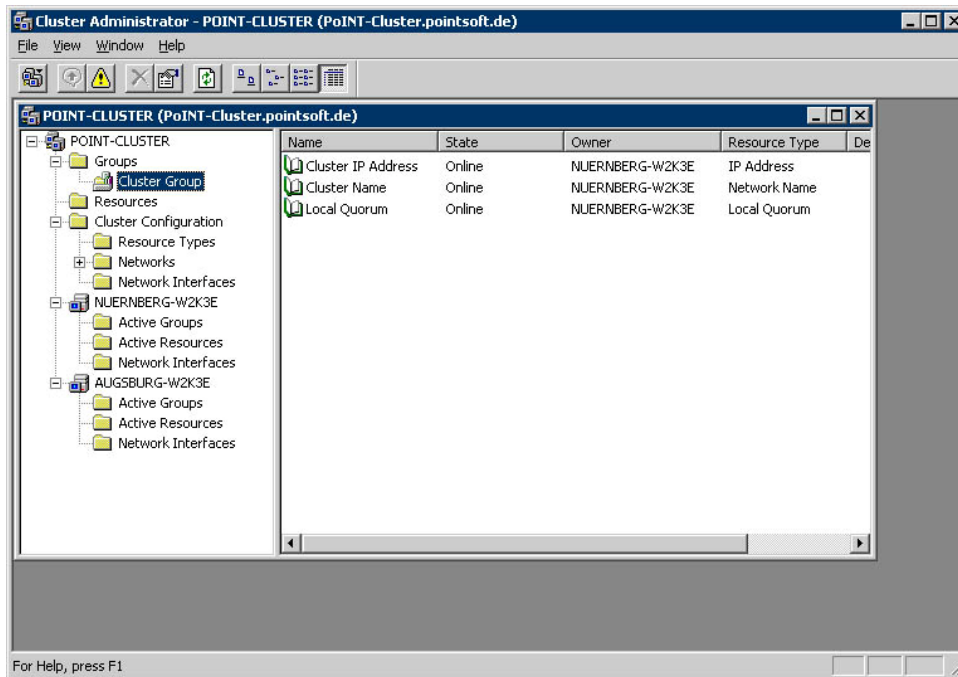 Cluster Administrator - POINT-CLUSTER (PoINT-Cluster.pointsoft.de)
File View Window Help
POINT-CLUSTER (PoINT-Cluster.pointsoft.de)
POINT-CLUSTER
Groups
Cluster Group
Resources
Cluster Configuration
Resource Types
Networks
Network Interfaces
NUERNBERG-W2K3E
Active Groups
Active Resources
Network Interfaces
AUGSBURG-W2K3E
Active Groups
Active Resources
Network Interfaces
Name State Owner Resource Type De
Cluster IP Address Online NUERNBERG-W2K3E IP Address
Cluster Name Online NUERNBERG-W2K3E Network Name
Local Quorum Online NUERNBERG-W2K3E Local Quorum
For Help, press F1